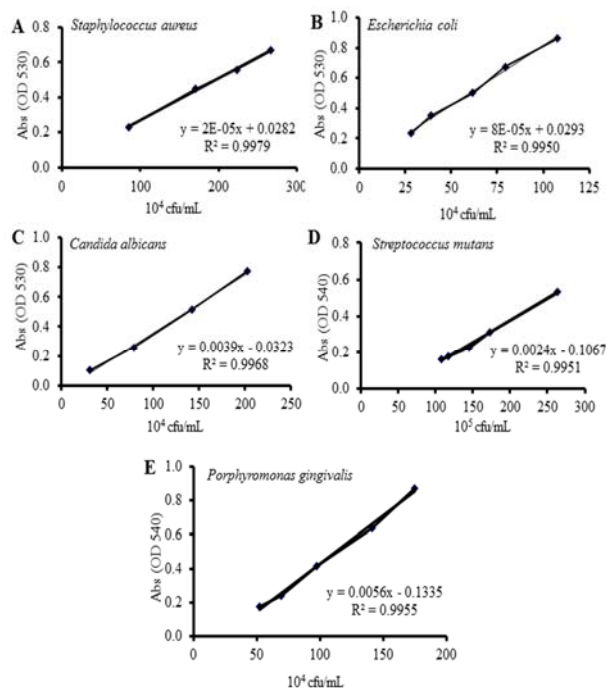 A
Staphylococcus aureus
Abs (OD 530)
0.8
0.6
0.4
0.2
0.0
y = 2E-05x + 0.0282
R² = 0.9979
0
100
200
300
10⁴ cfu/mL
B
Escherichia coli
Abs (OD 530)
1.0
0.8
0.6
0.4
0.2
0.0
y = 8E-05x + 0.0293
R² = 0.9950
0
25
50
75
100
125
10⁴ cfu/mL
C
Candida albicans
Abs (OD 530)
1.0
0.8
0.6
0.4
0.2
0.0
y = 0.0039x - 0.0323
R² = 0.9968
0
50
100
150
200
250
10⁴ cfu/mL
D
Streptococcus mutans
Abs (OD 540)
0.8
0.6
0.4
0.2
0.0
y = 0.0024x - 0.1067
R² = 0.9951
0
50
100
150
200
250
300
10⁵ cfu/mL
E
Porphyromonas gingivalis
Abs (OD 540)
1.0
0.8
0.6
0.4
0.2
0.0
y = 0.0056x - 0.1335
R² = 0.9955
0
50
100
150
200
10⁴ cfu/mL